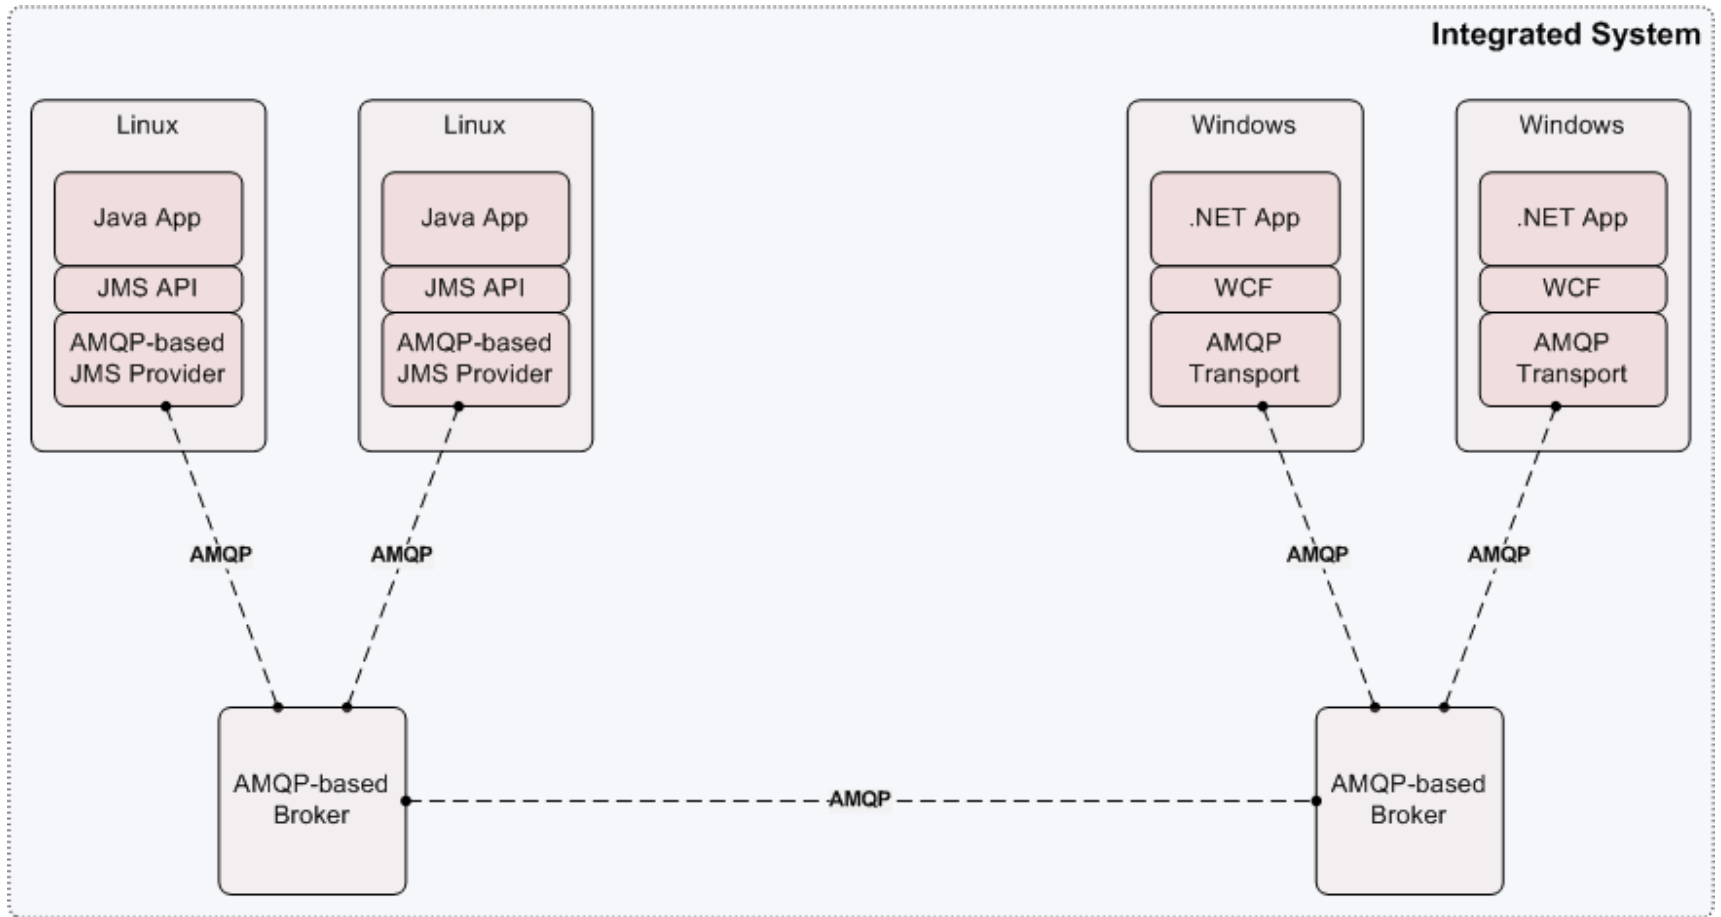 Integrated System
Linux
Linux
Windows
Windows
Java App
Java App
.NET App
.NET App
JMS API
JMS API
WCF
WCF
AMQP-based
JMS Provider
AMQP-based
JMS Provider
AMQP
Transport
AMQP
Transport
AMQP
AMQP
AMQP
AMQP
AMQP-based
Broker
AMQP
AMQP-based
Broker